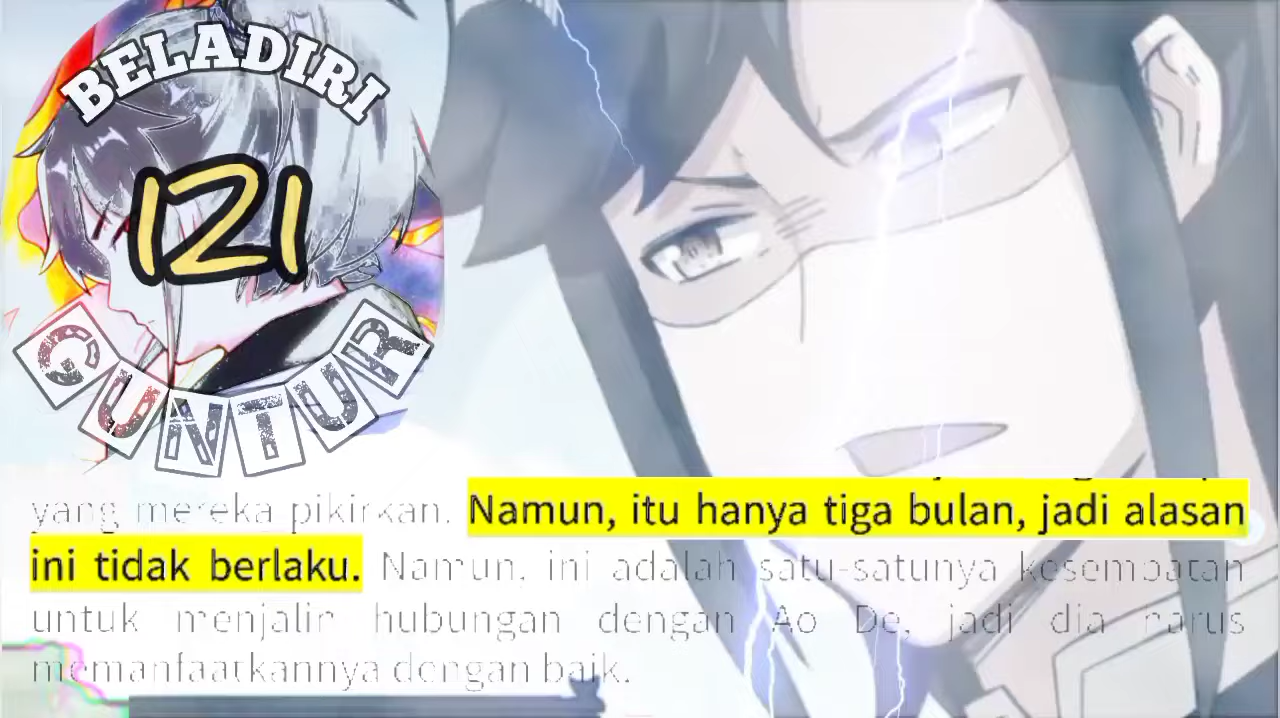 BELADIRI
121
GUNTUR
yang mereka pikirkan. Namun, itu hanya tiga bulan, jadi alasan
ini tidak berlaku. Namun, ini adalah satu-satunya kesempatan
untuk menjalin hubungan dengan Ao De, jadi dia harus
memanfaatkannya dengan baik.